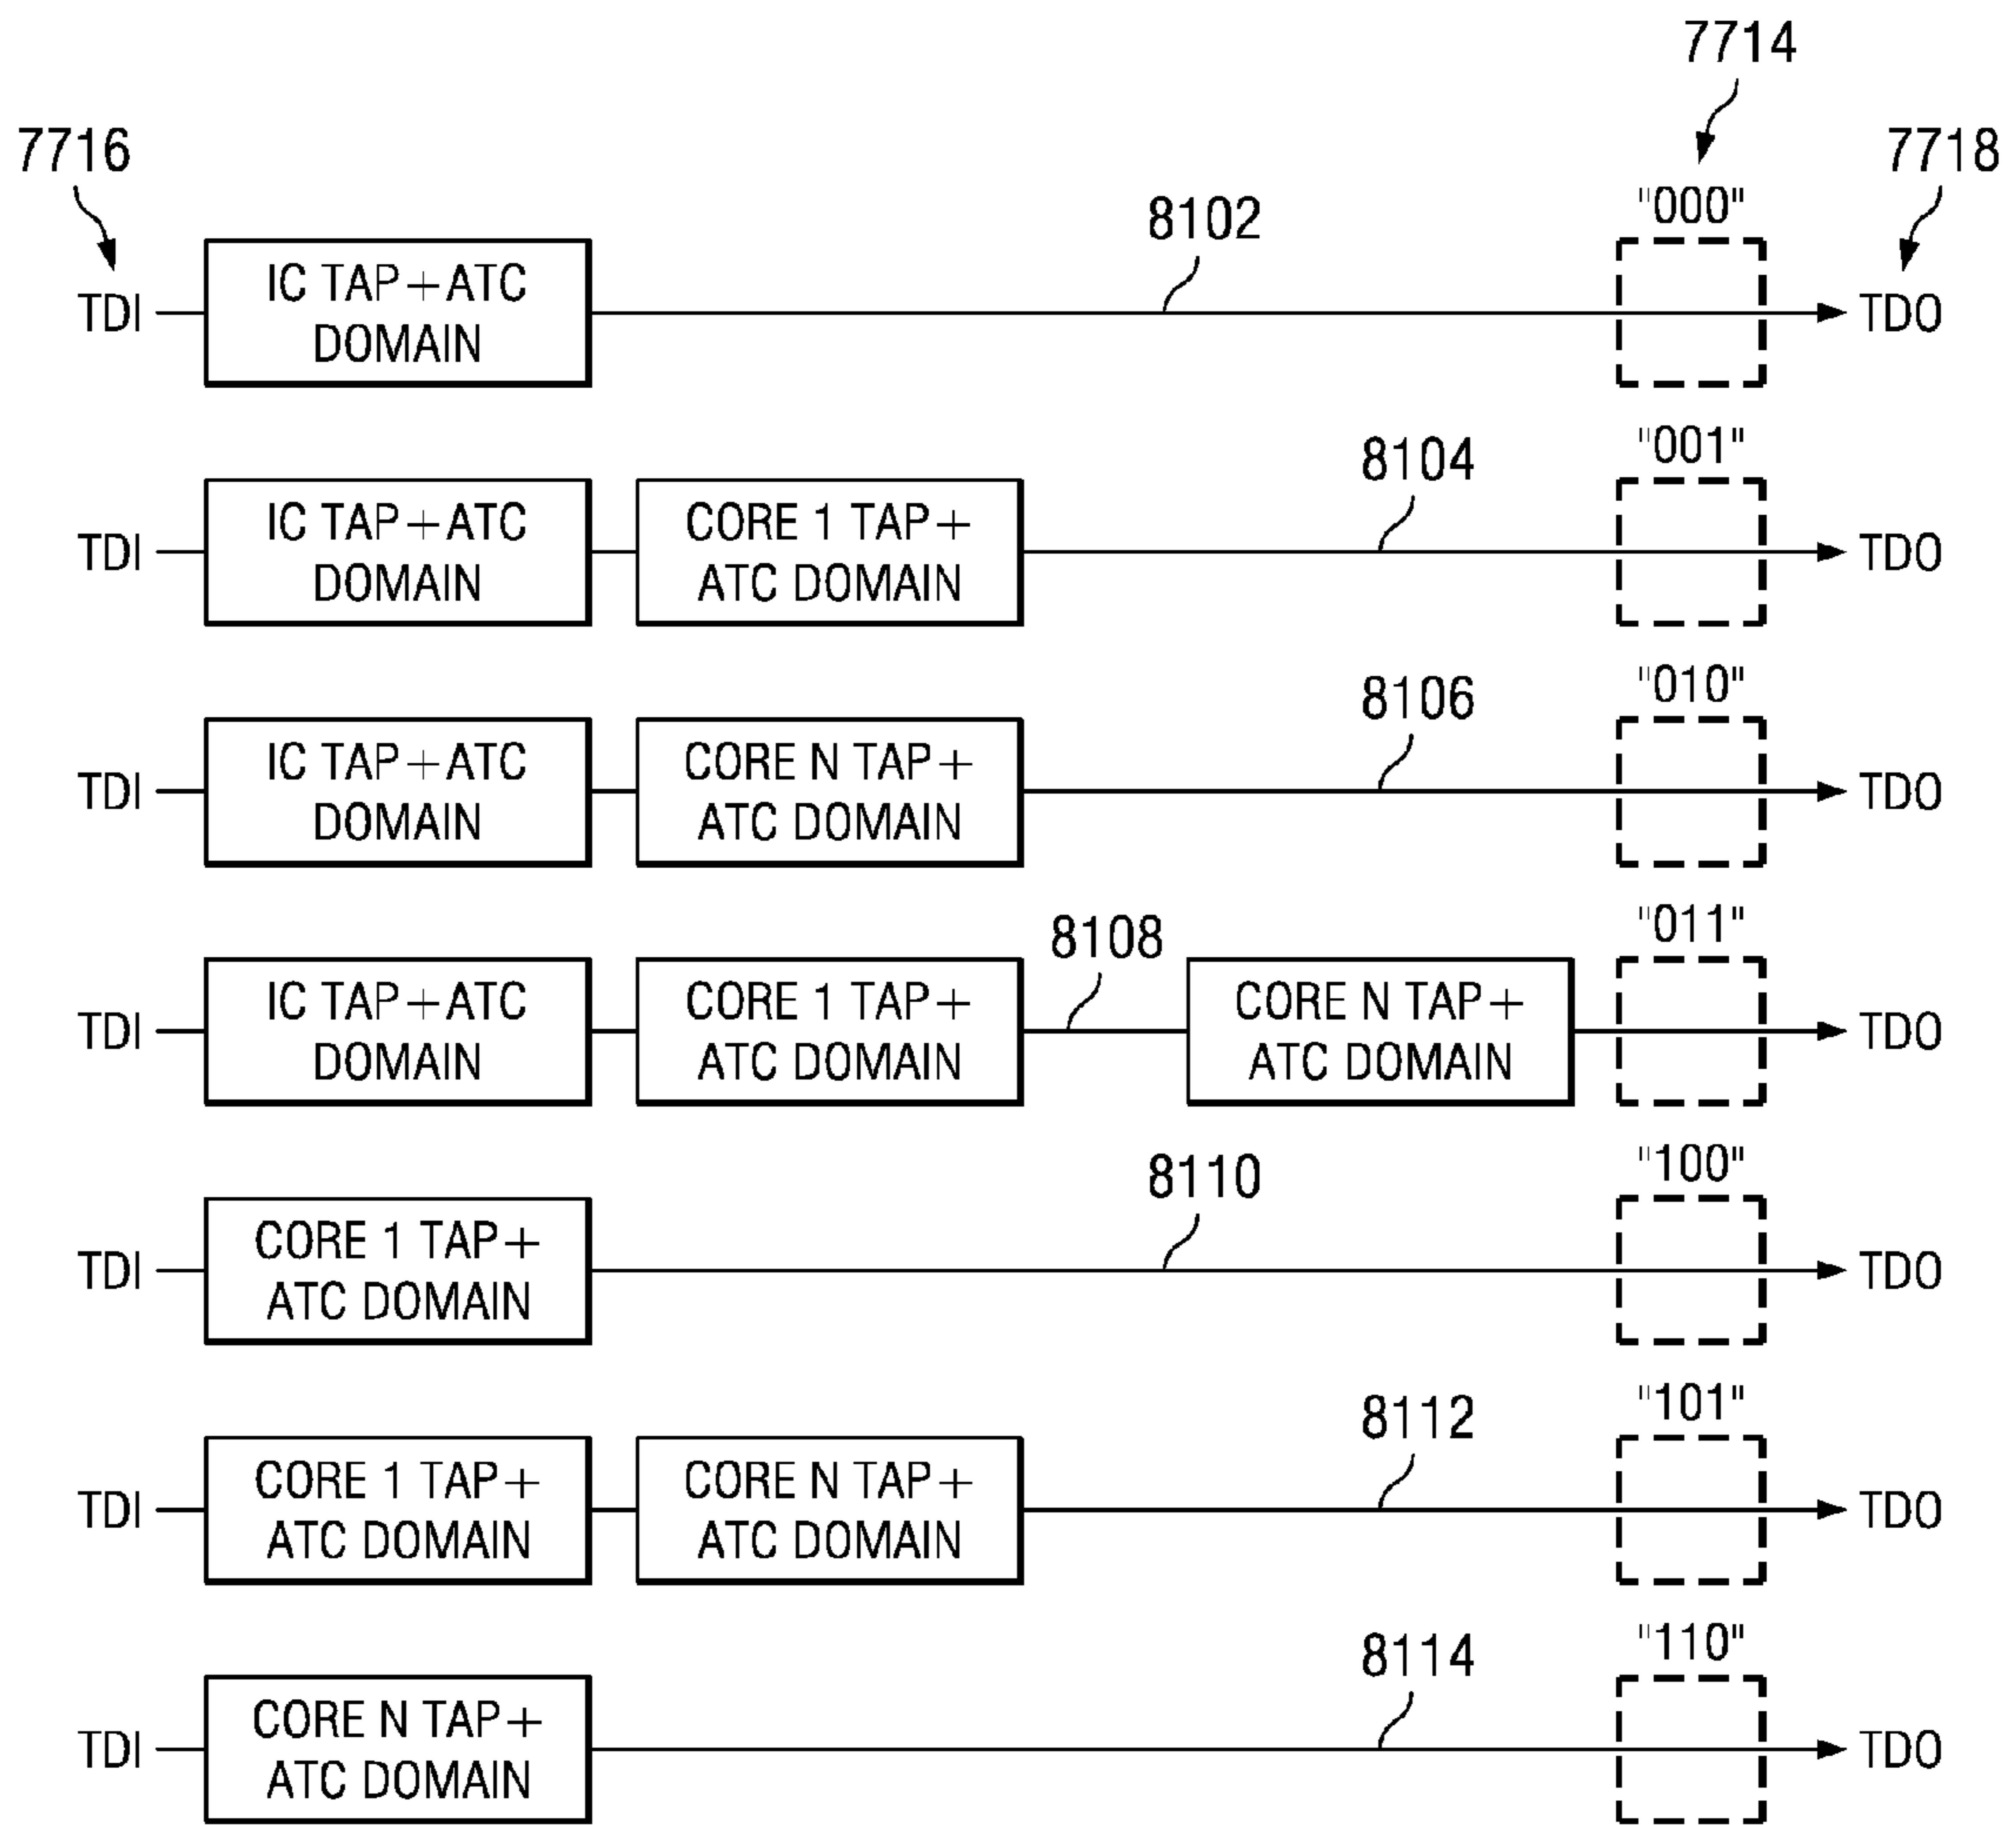 7714
7716
7718
8102
"000"
TDI
IC TAP+ATC
DOMAIN
TDO
8104
"001"
TDI
IC TAP+ATC
DOMAIN
CORE 1 TAP+
ATC DOMAIN
TDO
8106
"010"
TDI
IC TAP+ATC
DOMAIN
CORE N TAP+
ATC DOMAIN
TDO
8108
"011"
TDI
IC TAP+ATC
DOMAIN
CORE 1 TAP+
ATC DOMAIN
CORE N TAP+
ATC DOMAIN
TDO
8110
"100"
TDI
CORE 1 TAP+
ATC DOMAIN
TDO
8112
"101"
TDI
CORE 1 TAP+
ATC DOMAIN
CORE N TAP+
ATC DOMAIN
TDO
8114
"110"
TDI
CORE N TAP+
ATC DOMAIN
TDO